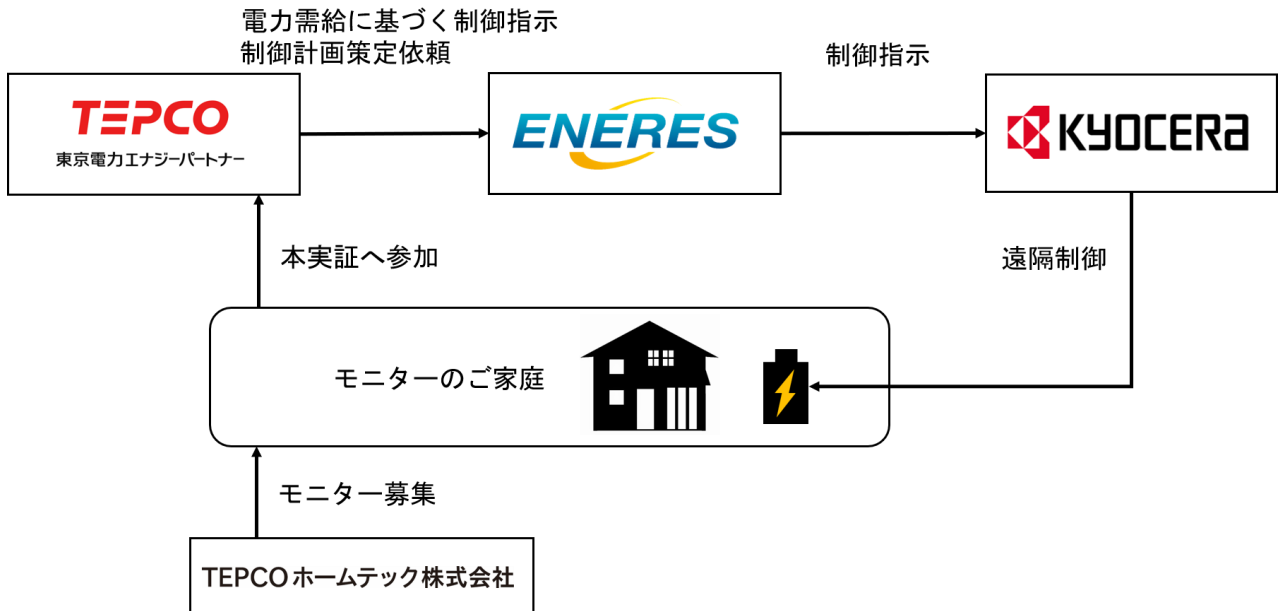 電力需給に基づく制御指示
制御計画策定依頼
制御指示
TEPCO
東京電力エナジーパートナー
ENERES
KYOCERA
本実証へ参加
遠隔制御
モニターのご家庭
モニター募集
TEPCOホームテック株式会社